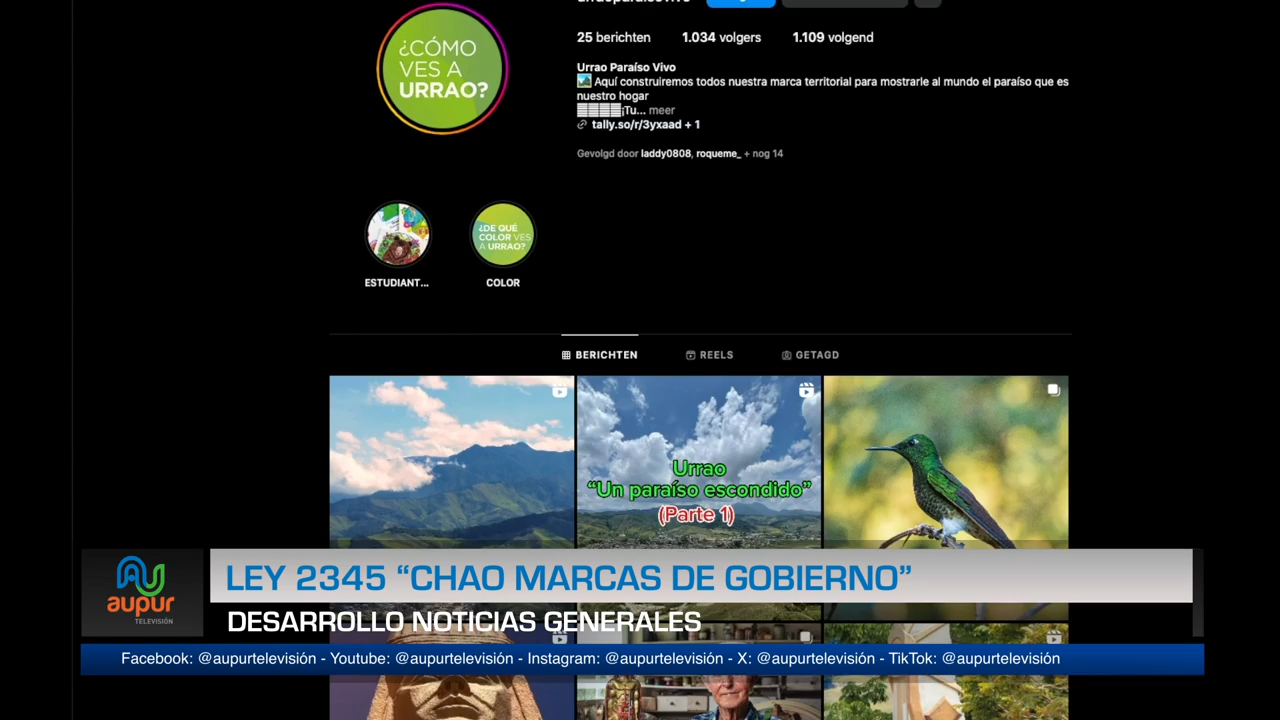 ¿CÓMO
VES A
URRAO?
25 berichten 1.034 volgers 1.109 volgend
Urrao Paraíso Vivo
Aquí construiremos todos nuestra marca territorial para mostrarle al mundo el paraíso que es
nuestro hogar
¡Tu... meer
tally.so/r/3yxaad + 1
Gevolgd door laddy0808, roqueme_ + nog 14
¿DE QUÉ
COLOR VES
A URRAO?
ESTUDIANT... COLOR
BERICHTEN REELS GETAGD
Urrao
“Un paraíso escondido”
(Parte 1)
aupur
TELEVISIÓN
LEY 2345 “CHAO MARCAS DE GOBIERNO”
DESARROLLO NOTICIAS GENERALES
Facebook: @aupurtelevisión - Youtube: @aupurtelevisión - Instagram: @aupurtelevisión - X: @aupurtelevisión - TikTok: @aupurtelevisión